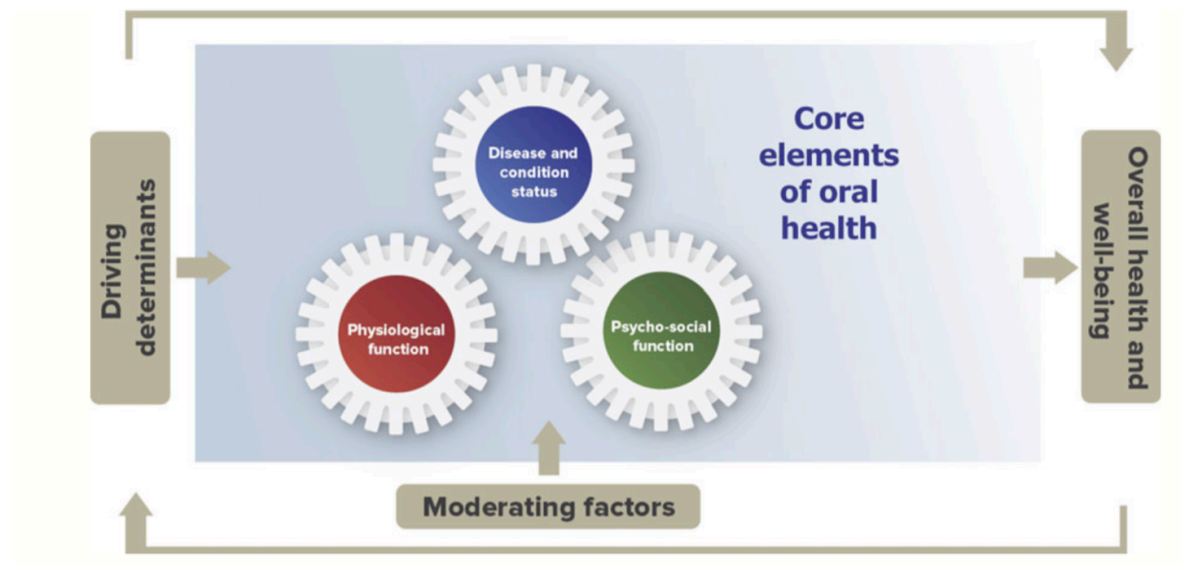 Driving
determinants
Disease and
condition
status
Physiological
function
Psycho-social
function
Core
elements
of oral
health
Overall health and
well-being
Moderating factors